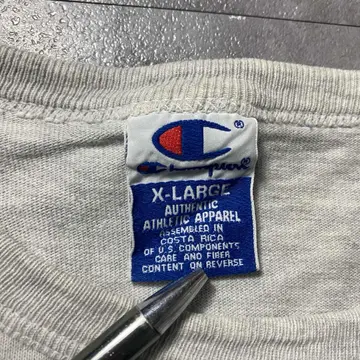 ®
Champion
X-LARGE
AUTHENTIC
ATHLETIC APPAREL
ASSEMBLED IN
COSTA RICA
OF U.S. COMPONENTS
CARE AND FIBER
CONTENT ON REVERSE